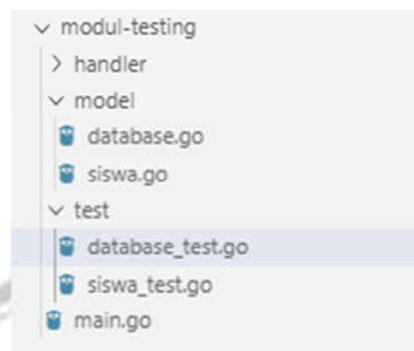 modul-testing
handler
model
database.go
siswa.go
test
database_test.go
siswa_test.go
main.go